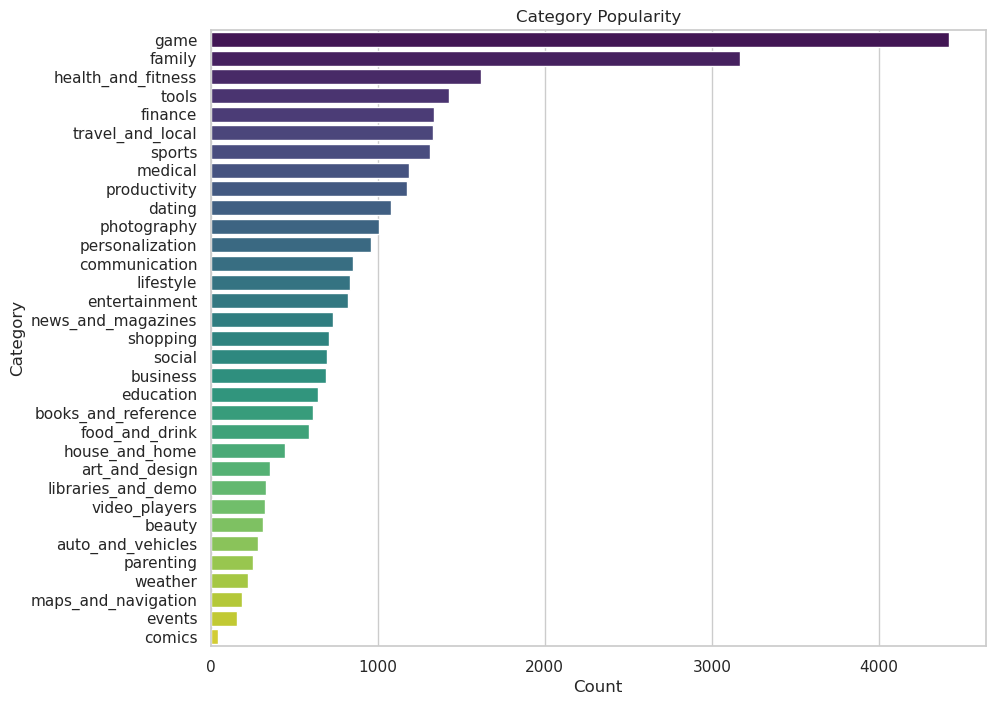 Category Popularity
game
family
health_and_fitness
tools
finance
travel_and_local
sports
medical
productivity
dating
photography
personalization
communication
lifestyle
entertainment
news_and_magazines
shopping
social
business
education
books_and_reference
food_and_drink
house_and_home
art_and_design
libraries_and_demo
video_players
beauty
auto_and_vehicles
parenting
weather
maps_and_navigation
events
comics
Category
0 1000 2000 3000 4000
Count